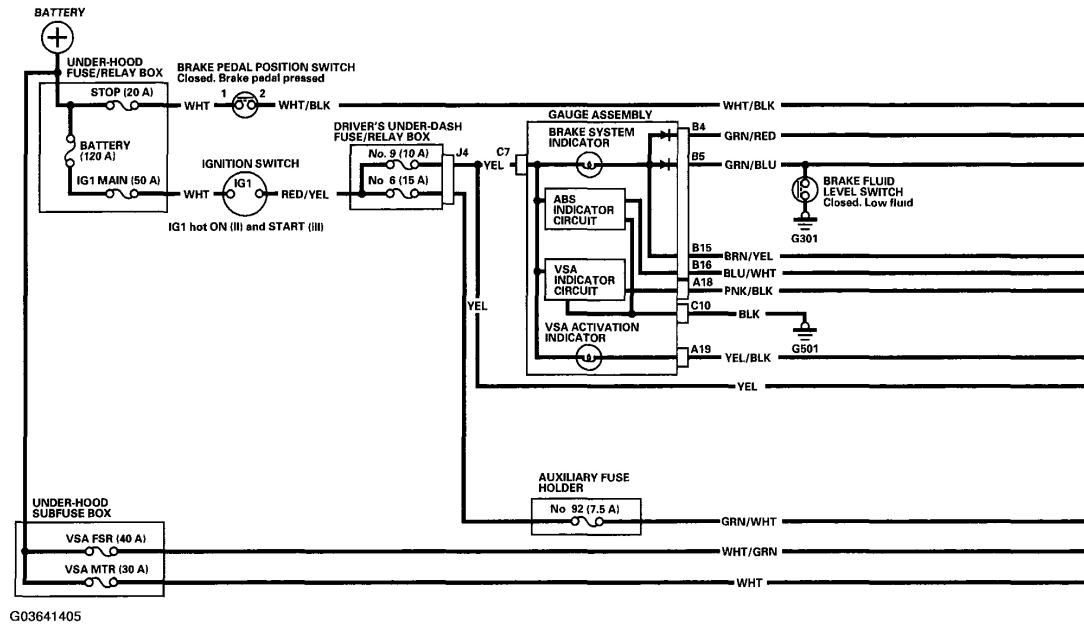 BATTERY
UNDER-HOOD
FUSE/RELAY BOX
STOP (20 A)
BATTERY
(120 A)
IG1 MAIN (50 A)
BRAKE PEDAL POSITION SWITCH
Closed. Brake pedal pressed
WHT
1
2
WHT/BLK
WHT/BLK
IGNITION SWITCH
WHT
IG1
RED/YEL
IG1 hot ON (II) and START (III)
DRIVER'S UNDER-DASH
FUSE/RELAY BOX
No. 9 (10 A)
No 6 (15 A)
J4
YEL
C7
GAUGE ASSEMBLY
BRAKE SYSTEM
INDICATOR
ABS
INDICATOR
CIRCUIT
VSA
INDICATOR
CIRCUIT
VSA ACTIVATION
INDICATOR
B4
GRN/RED
B5
GRN/BLU
BRAKE FLUID
LEVEL SWITCH
Closed. Low fluid
G301
B15
BRN/YEL
B16
BLU/WHT
A18
PNK/BLK
C10
BLK
G501
A19
YEL/BLK
YEL
YEL
AUXILIARY FUSE
HOLDER
No 92 (7.5 A)
GRN/WHT
UNDER-HOOD
SUBFUSE BOX
VSA FSR (40 A)
WHT/GRN
VSA MTR (30 A)
WHT
G03641405